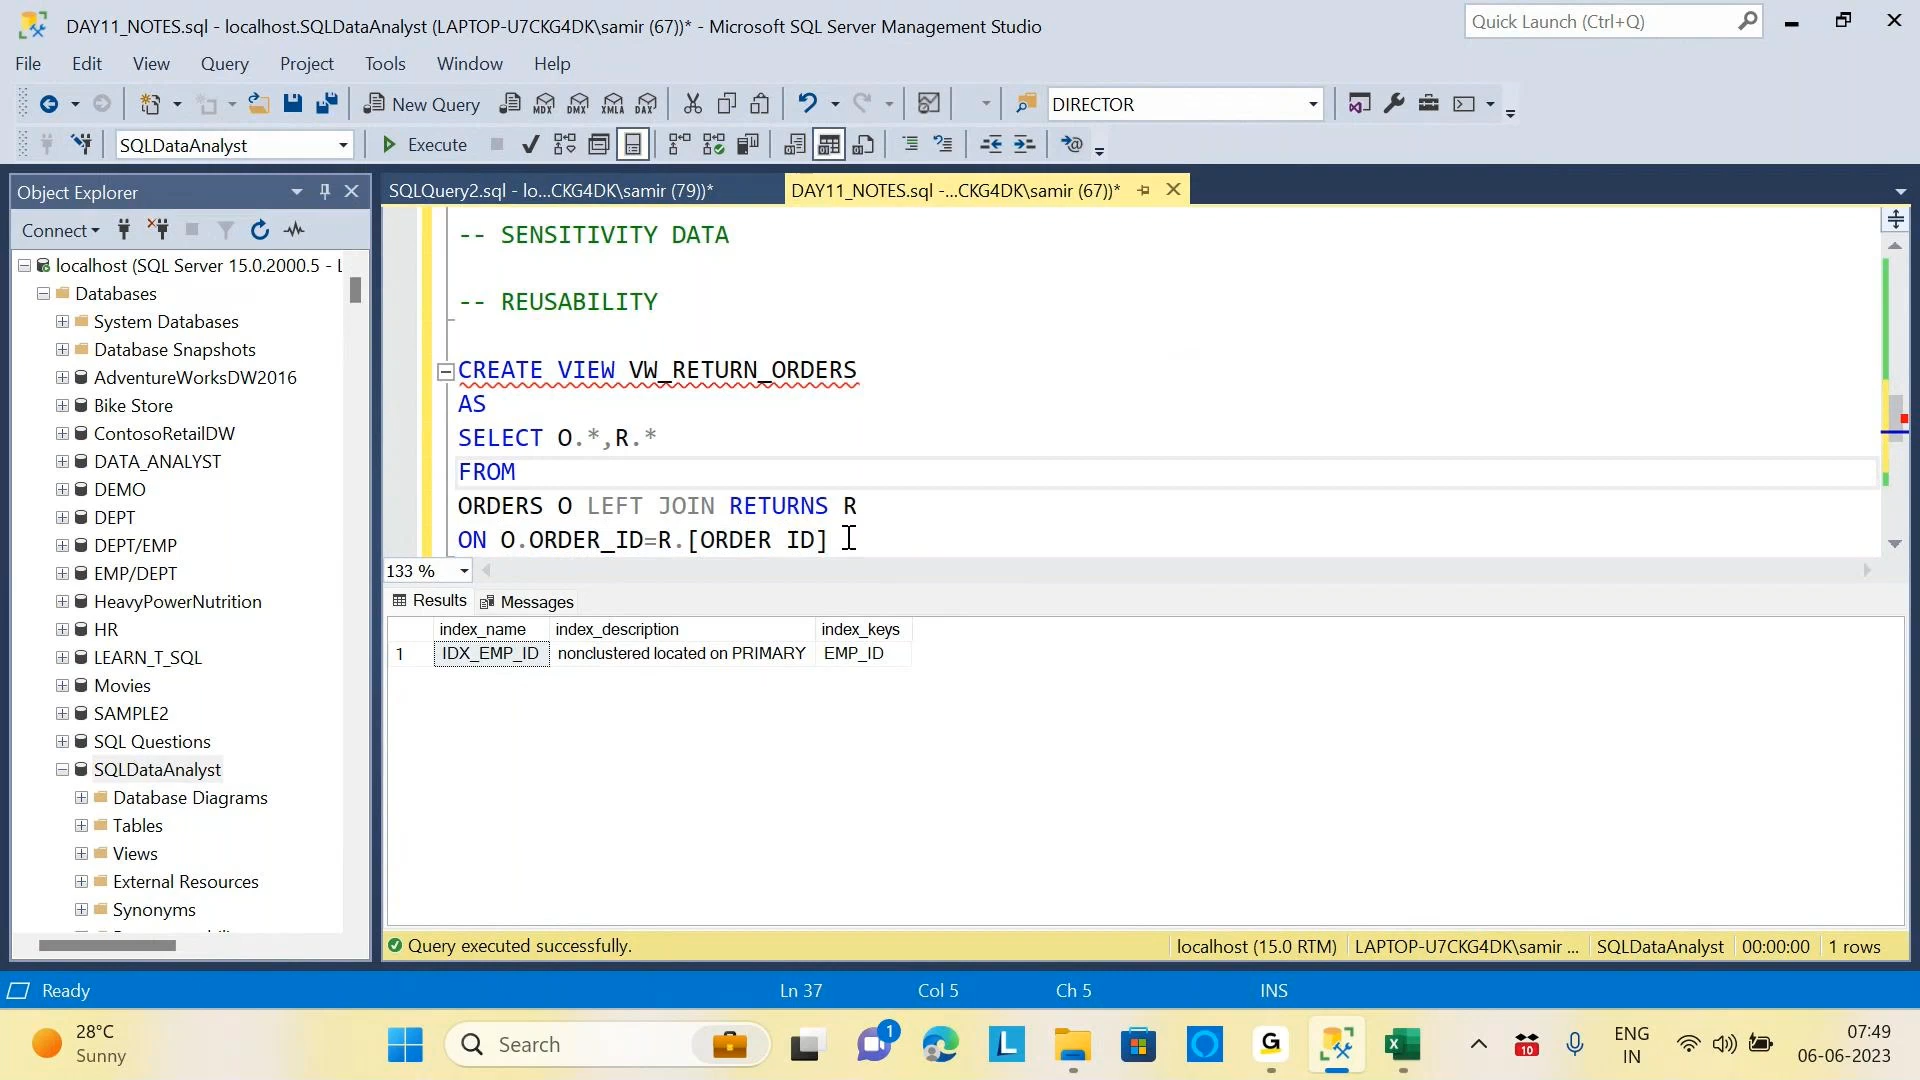 DAY11_NOTES.sql - localhost.SQLDataAnalyst (LAPTOP-U7CKG4DK\samir (67))* - Microsoft SQL Server Management Studio
Quick Launch (Ctrl+Q)
File Edit View Query Project Tools Window Help
New Query
MDX DMX XMLA DAX
DIRECTOR
SQLDataAnalyst
Execute
Object Explorer
SQLQuery2.sql - lo...CKG4DK\samir (79))*
DAY11_NOTES.sql -...CKG4DK\samir (67))*
Connect
localhost (SQL Server 15.0.2000.5 - L
Databases
System Databases
Database Snapshots
AdventureWorksDW2016
Bike Store
ContosoRetailDW
DATA_ANALYST
DEMO
DEPT
DEPT/EMP
EMP/DEPT
HeavyPowerNutrition
HR
LEARN_T_SQL
Movies
SAMPLE2
SQL Questions
SQLDataAnalyst
Database Diagrams
Tables
Views
External Resources
Synonyms
-- SENSITIVITY DATA
-- REUSABILITY
CREATE VIEW VW_RETURN_ORDERS
AS
SELECT O.*,R.*
FROM
ORDERS O LEFT JOIN RETURNS R
ON O.ORDER_ID=R.[ORDER ID]
133 %
Results Messages
index_name index_description index_keys
1 IDX_EMP_ID nonclustered located on PRIMARY EMP_ID
Query executed successfully.
localhost (15.0 RTM) LAPTOP-U7CKG4DK\samir ... SQLDataAnalyst 00:00:00 1 rows
Ready
Ln 37 Col 5 Ch 5 INS
28°C
Sunny
Search
1
L
G
X
10
ENG
IN
07:49
06-06-2023